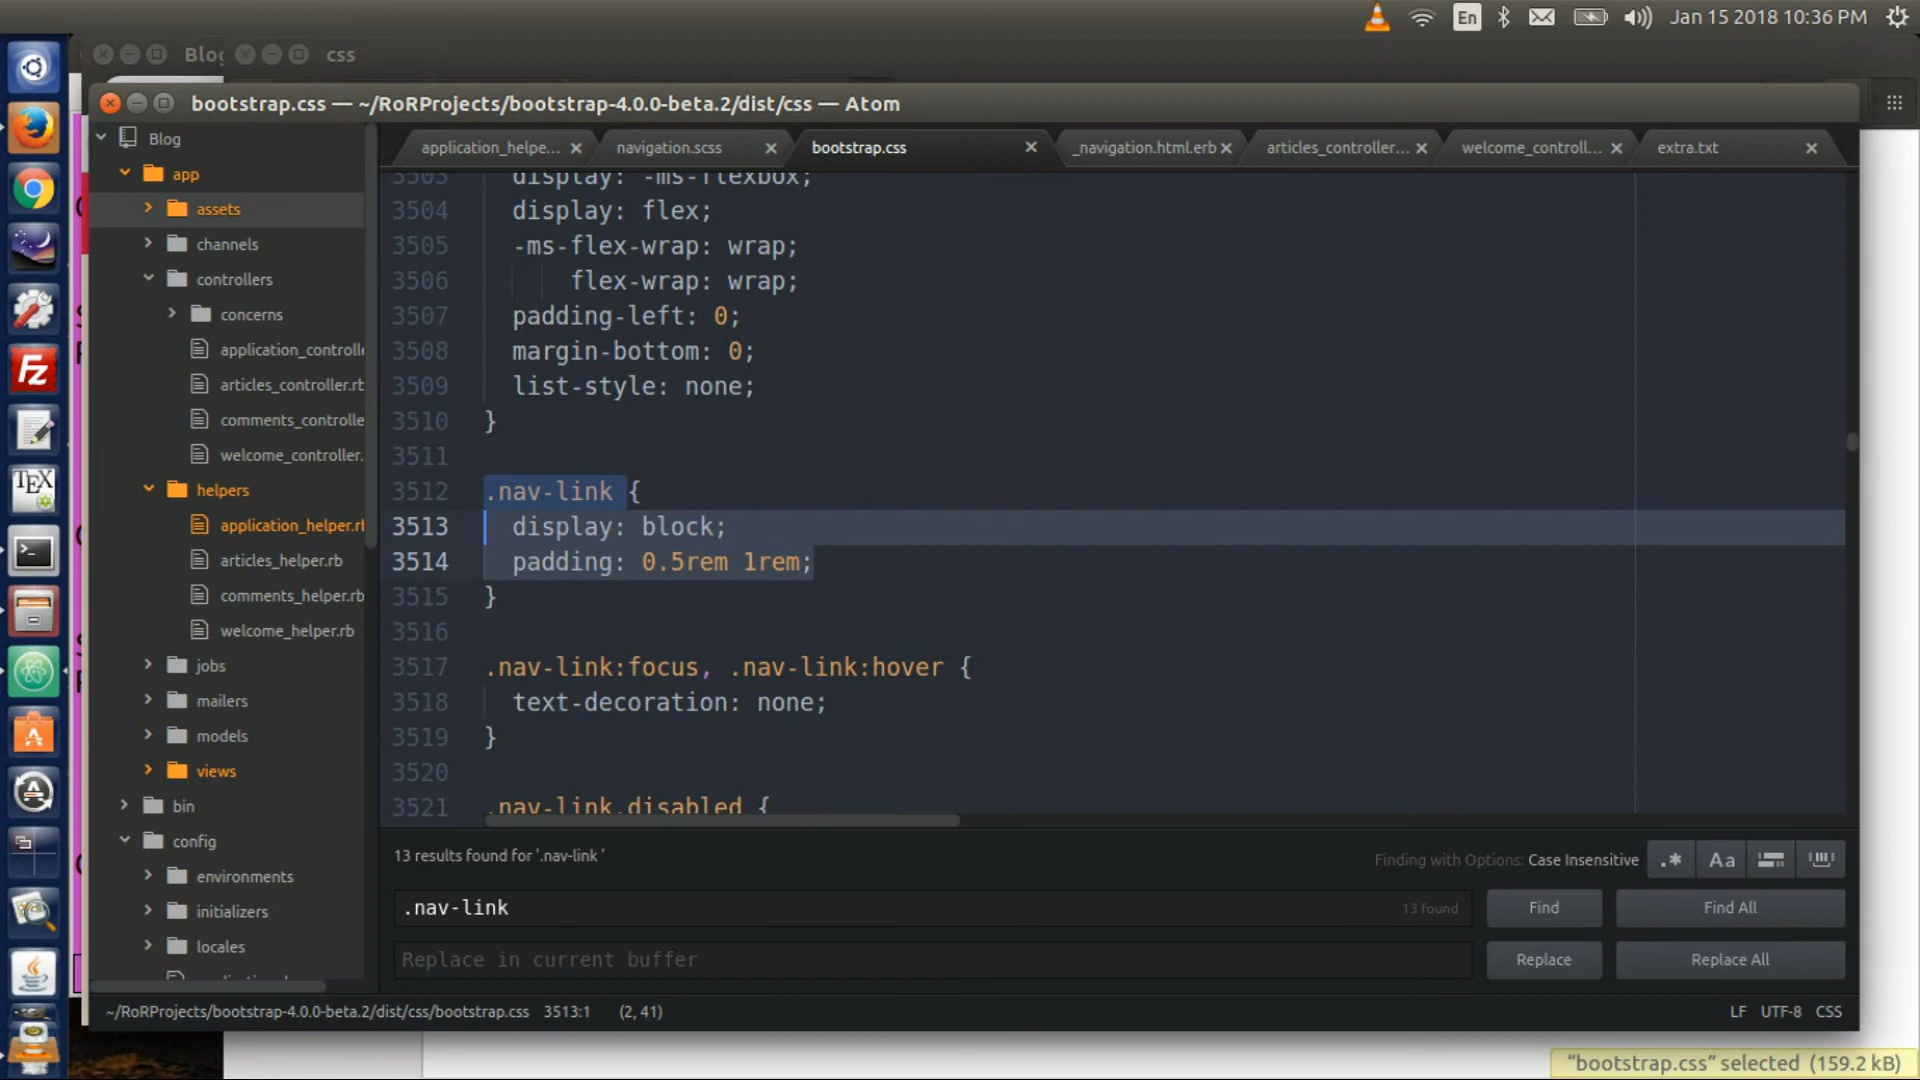 En
Jan 15 2018 10:36 PM
Blog
css
bootstrap.css — ~/RoRProjects/bootstrap-4.0.0-beta.2/dist/css — Atom
Blog
app
assets
channels
controllers
concerns
application_controlle
articles_controller.rb
comments_controlle
welcome_controller.
helpers
application_helper.rb
articles_helper.rb
comments_helper.rb
welcome_helper.rb
jobs
mailers
models
views
bin
config
environments
initializers
locales
application_helpe...
navigation.scss
bootstrap.css
_navigation.html.erb
articles_controller...
welcome_controll...
extra.txt
3503 display: -ms-flexbox;
3504 display: flex;
3505 -ms-flex-wrap: wrap;
3506 flex-wrap: wrap;
3507 padding-left: 0;
3508 margin-bottom: 0;
3509 list-style: none;
3510 }
3511
3512 .nav-link {
3513 display: block;
3514 padding: 0.5rem 1rem;
3515 }
3516
3517 .nav-link:focus, .nav-link:hover {
3518 text-decoration: none;
3519 }
3520
3521 .nav-link.disabled {
13 results found for '.nav-link '
Finding with Options: Case Insensitive
.*
Aa
.nav-link
13 found
Find
Find All
Replace in current buffer
Replace
Replace All
~/RoRProjects/bootstrap-4.0.0-beta.2/dist/css/bootstrap.css 3513:1 (2, 41)
LF UTF-8 CSS
"bootstrap.css" selected (159.2 kB)
Fz
TEX